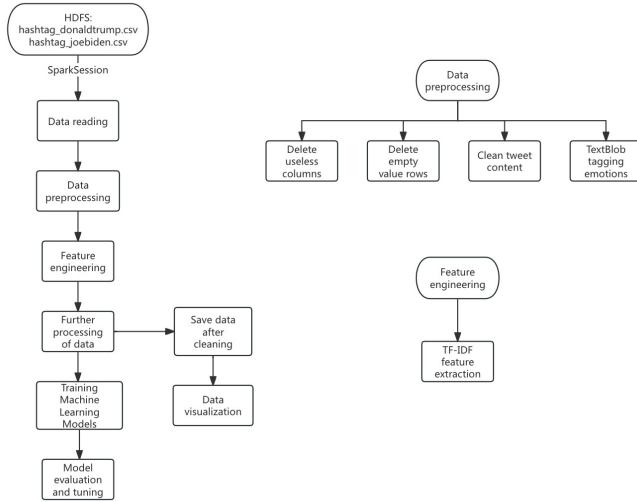 HDFS:
hashtag_donaldtrump.csv
hashtag_joebiden.csv
SparkSession
Data reading
Data
preprocessing
Feature
engineering
Further
processing
of data
Save data
after
cleaning
Training
Machine
Learning
Models
Data
visualization
Model
evaluation
and tuning
Data
preprocessing
Delete
useless
columns
Delete
empty
value rows
Clean tweet
content
TextBlob
tagging
emotions
Feature
engineering
TF-IDF
feature
extraction